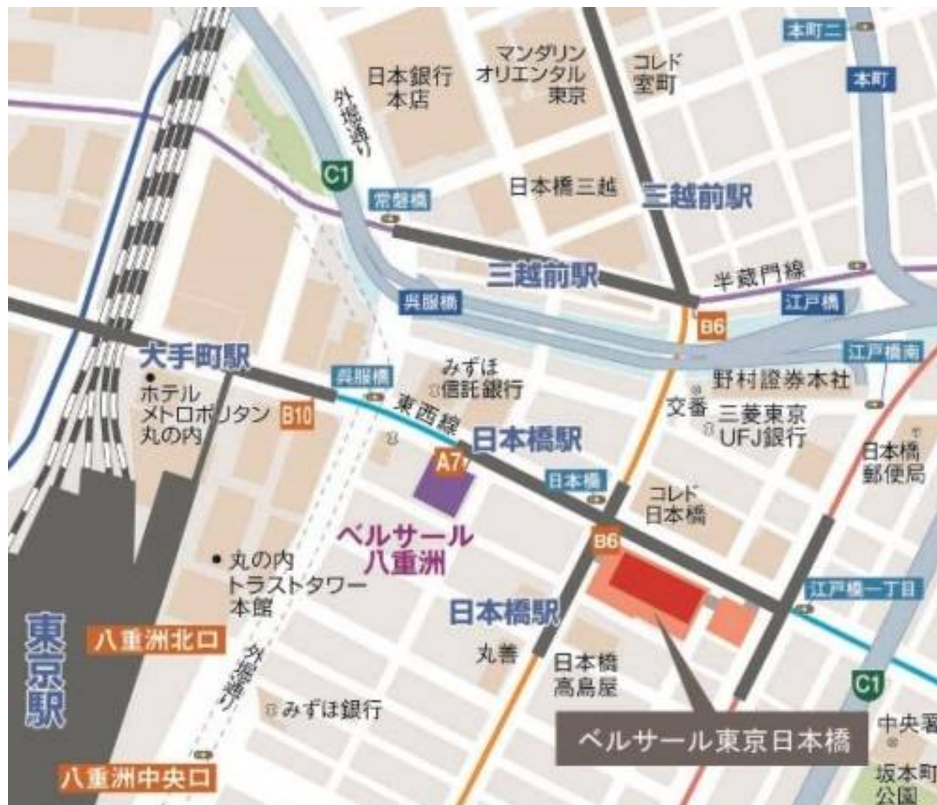 本町二
マンダリン
オリエンタル
東京
コレド
室町
日本銀行
本店
本町
外堀通り
C1
日本橋三越
常磐橋
三越前駅
三越前駅
半蔵門線
呉服橋
江戸橋
B6
大手町駅
江戸橋南
ホテル
メトロポリタン
丸の内
呉服橋
みずほ
信託銀行
野村證券本社
交番
三菱東京
UFJ銀行
B10
東西線
日本橋駅
日本橋
郵便局
A7
日本橋
コレド
日本橋
ベルサール
八重洲
B6
丸の内
トラストタワー
本館
江戸橋一丁目
日本橋駅
八重洲北口
東京駅
丸善
日本橋
高島屋
外堀通り
C1
みずほ銀行
ベルサール東京日本橋
中央署
八重洲中央口
坂本町
公園